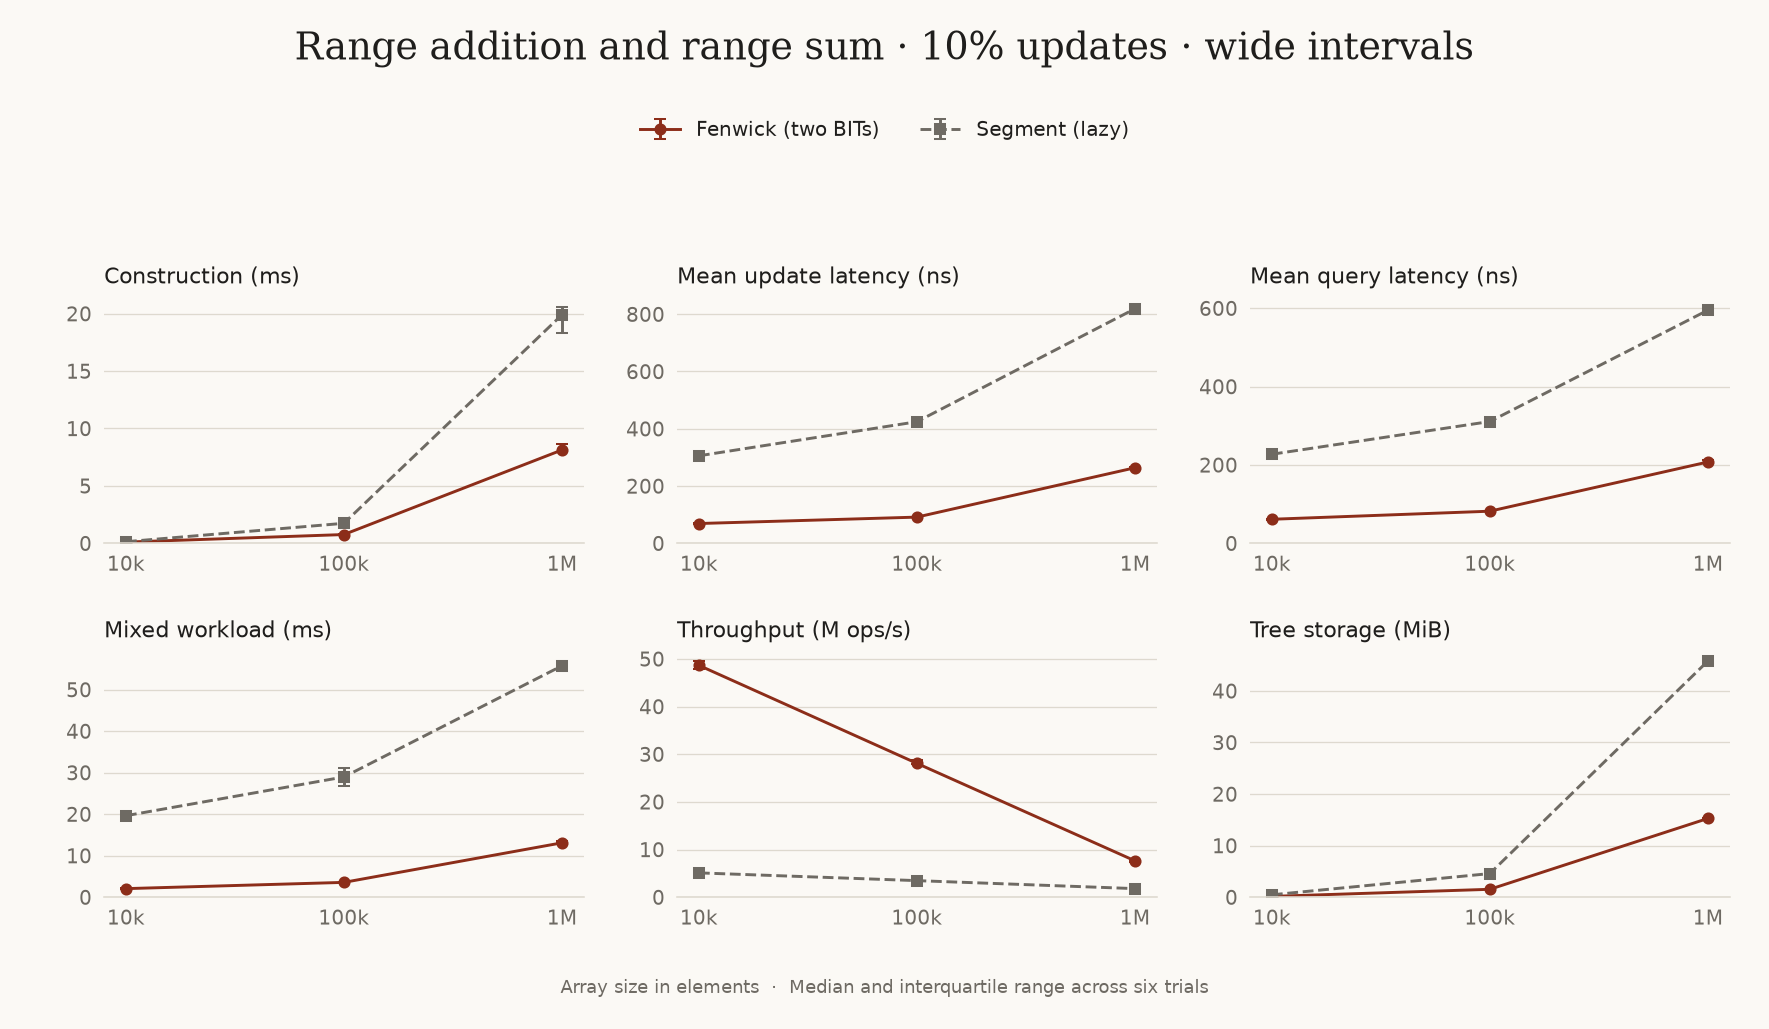 Range addition and range sum · 10% updates · wide intervals
Fenwick (two BITs) Segment (lazy)
Construction (ms)
20
15
10
5
0
10k 100k 1M
Mean update latency (ns)
800
600
400
200
0
10k 100k 1M
Mean query latency (ns)
600
400
200
0
10k 100k 1M
Mixed workload (ms)
50
40
30
20
10
0
10k 100k 1M
Throughput (M ops/s)
50
40
30
20
10
0
10k 100k 1M
Tree storage (MiB)
40
30
20
10
0
10k 100k 1M
Array size in elements · Median and interquartile range across six trials